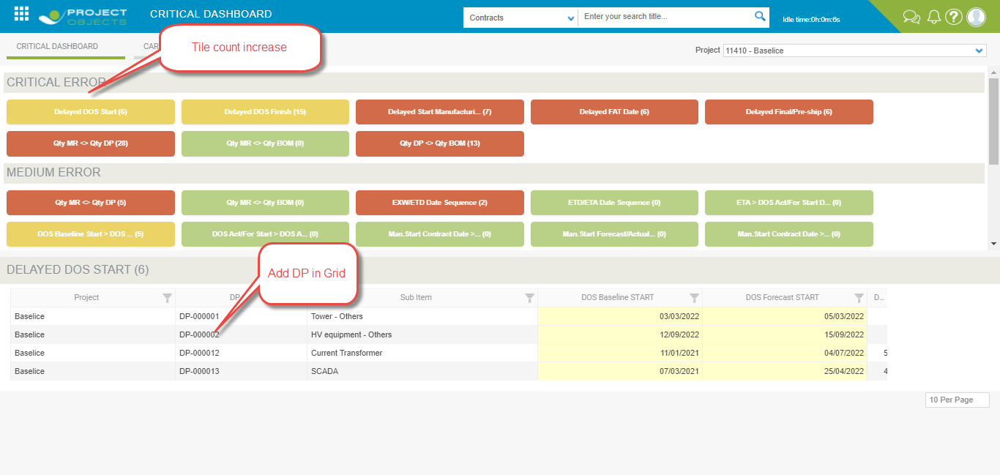 PROJECT
OBJECTS
CRITICAL DASHBOARD
Contracts
Enter your search title...
Idle time:0h:0m:6s
?
CRITICAL DASHBOARD
CAR
Tile count increase
Project
11410 - Baselice
CRITICAL ERROR
Delayed DOS Start (6)
Delayed DOS Finish (15)
Delayed Start Manufacturi... (7)
Delayed FAT Date (6)
Delayed Final/Pre-ship (6)
Qty MR <> Qty DP (28)
Qty MR <> Qty BOM (0)
Qty DP <> Qty BOM (13)
MEDIUM ERROR
Qty MR <> Qty DP (5)
Qty MR <> Qty BOM (0)
EXW/ETD Date Sequence (2)
ETD/ETA Date Sequence (0)
ETA > DOS Act/For Start D... (0)
DOS Baseline Start > DOS ... (5)
DOS Act/For Start > DOS A... (0)
Man.Start Contract Date >... (0)
Man.Start Forecast/Actual... (0)
Man.Start Contract Date >... (0)
DELAYED DOS START (6)
Add DP in Grid
Project
DP
Sub Item
DOS Baseline START
DOS Forecast START
D...
Baselice
DP-000001
Tower - Others
03/03/2022
05/03/2022
Baselice
DP-000002
HV equipment - Others
12/09/2022
15/09/2022
Baselice
DP-000012
Current Transformer
11/01/2021
04/07/2022
5
Baselice
DP-000013
SCADA
07/03/2021
25/04/2022
4
10 Per Page